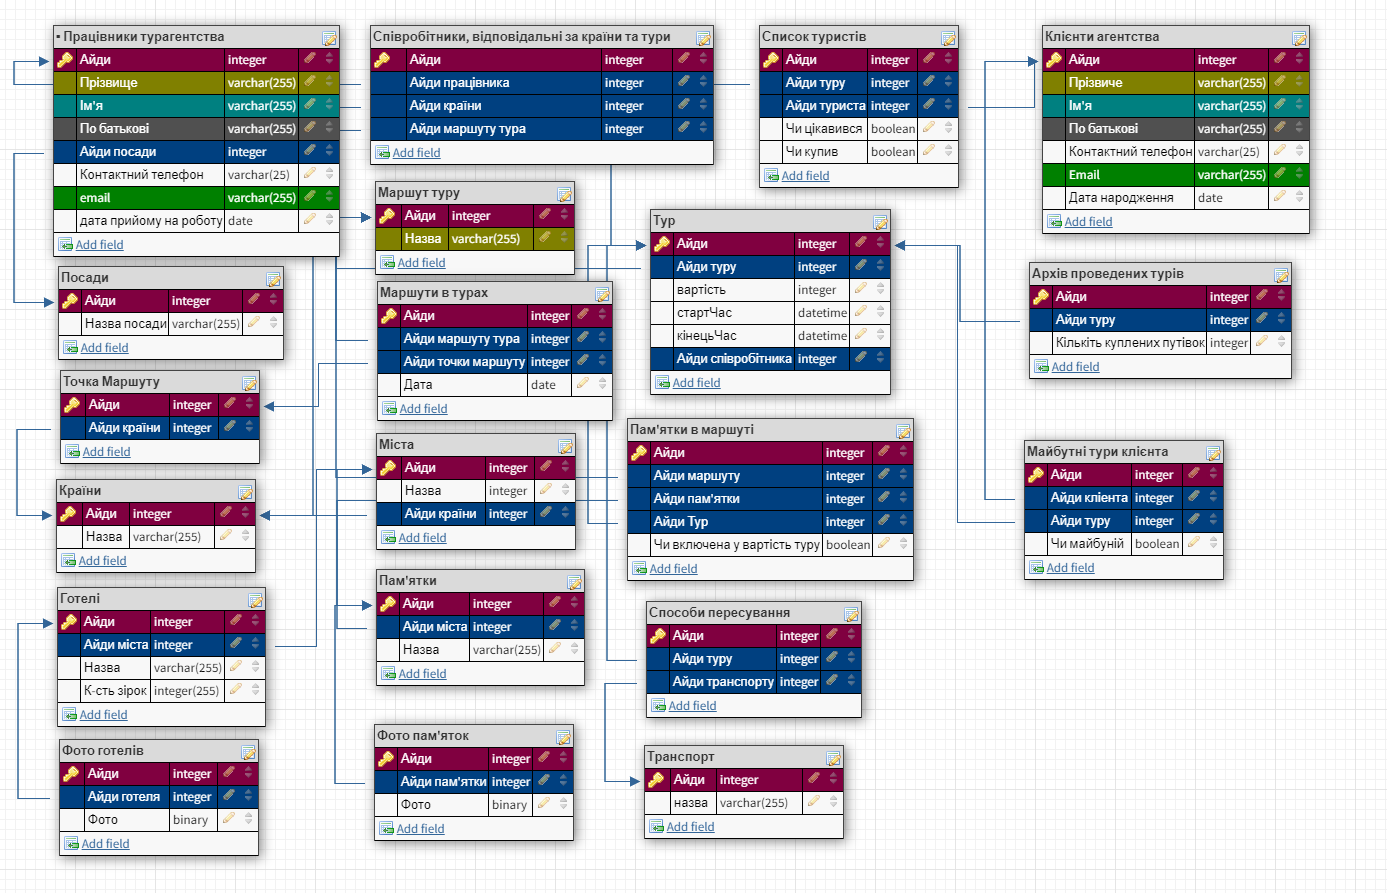 ▪ Працівники турагентства
Айди integer
Прізвище varchar(255)
Ім'я varchar(255)
По батькові varchar(255)
Айди посади integer
Контактний телефон varchar(25)
email varchar(255)
дата прийому на роботу date
Add field
Співробітники, відповідальні за країни та тури
Айди integer
Айди працівника integer
Айди країни integer
Айди маршуту тура integer
Add field
Список туристів
Айди integer
Айди туру integer
Айди туриста integer
Чи цікавився boolean
Чи купив boolean
Add field
Клієнти агентства
Айди integer
Прізвиче varchar(255)
Ім'я varchar(255)
По батькові varchar(255)
Контактний телефон varchar(25)
Email varchar(255)
Дата народження date
Add field
Маршут туру
Айди integer
Назва varchar(255)
Add field
Тур
Айди integer
Айди туру integer
вартість integer
стартЧас datetime
кінецьЧас datetime
Айди співробітника integer
Add field
Посади
Айди integer
Назва посади varchar(255)
Add field
Маршути в турах
Айди integer
Айди маршуту тура integer
Айди точки маршуту integer
Дата date
Add field
Архів проведених турів
Айди integer
Айди туру integer
Кількіть куплених путівок integer
Add field
Точка Маршуту
Айди integer
Айди країни integer
Add field
Міста
Айди integer
Назва integer
Айди країни integer
Add field
Пам'ятки в маршуті
Айди integer
Айди маршуту integer
Айди пам'ятки integer
Айди Тур integer
Чи включена у вартість туру boolean
Add field
Майбутні тури клієнта
Айди integer
Айди клієнта integer
Айди туру integer
Чи майбуній boolean
Add field
Країни
Айди integer
Назва varchar(255)
Add field
Готелі
Айди integer
Айди міста integer
Назва varchar(255)
К-сть зірок integer(255)
Add field
Пам'ятки
Айди integer
Айди міста integer
Назва varchar(255)
Add field
Способи пересування
Айди integer
Айди туру integer
Айди транспорту integer
Add field
Фото готелів
Айди integer
Айди готеля integer
Фото binary
Add field
Фото пам'яток
Айди integer
Айди пам'ятки integer
Фото binary
Add field
Транспорт
Айди integer
назва varchar(255)
Add field